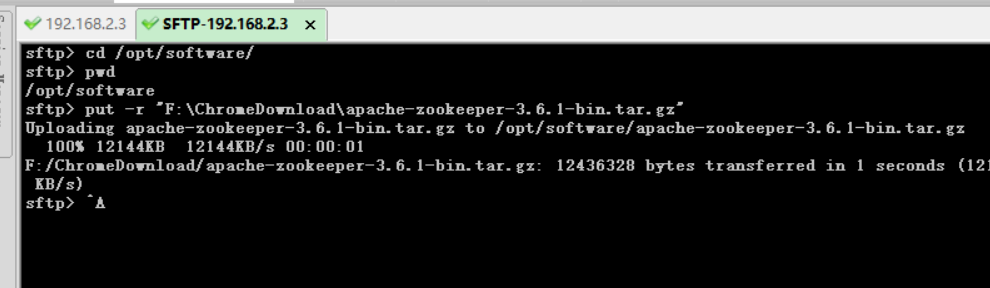 192.168.2.3
SFTP-192.168.2.3 ×
sftp> cd /opt/software/
sftp> pwd
/opt/software
sftp> put -r "F:\ChromeDownload\apache-zookeeper-3.6.1-bin.tar.gz"
Uploading apache-zookeeper-3.6.1-bin.tar.gz to /opt/software/apache-zookeeper-3.6.1-bin.tar.gz
100% 12144KB 12144KB/s 00:00:01
F:/ChromeDownload/apache-zookeeper-3.6.1-bin.tar.gz: 12436328 bytes transferred in 1 seconds (121
KB/s)
sftp> ^A